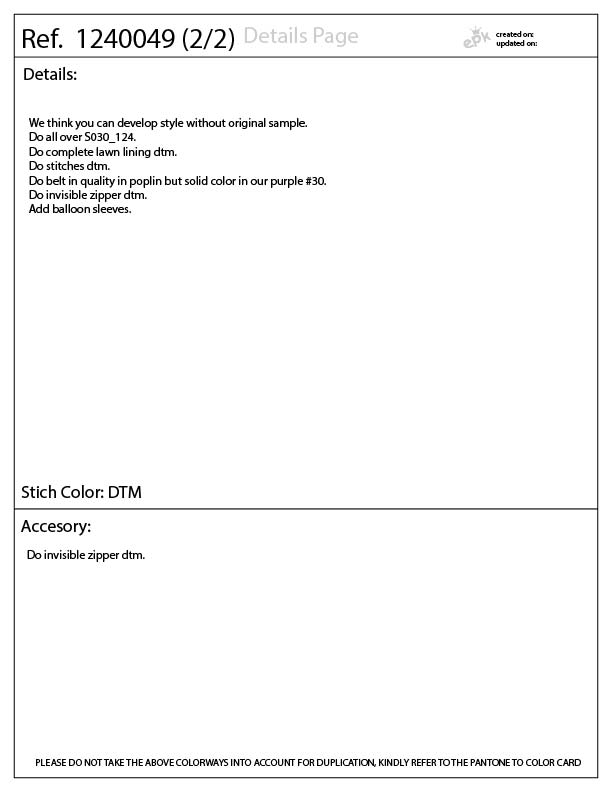 Ref. 1240049 (2/2) Details Page
epk
created on:
updated on:
Details:
We think you can develop style without original sample.
Do all over S030_124.
Do complete lawn lining dtm.
Do stitches dtm.
Do belt in quality in poplin but solid color in our purple #30.
Do invisible zipper dtm.
Add balloon sleeves.
Stich Color: DTM
Accesory:
Do invisible zipper dtm.
PLEASE DO NOT TAKE THE ABOVE COLORWAYS INTO ACCOUNT FOR DUPLICATION, KINDLY REFER TO THE PANTONE TO COLOR CARD